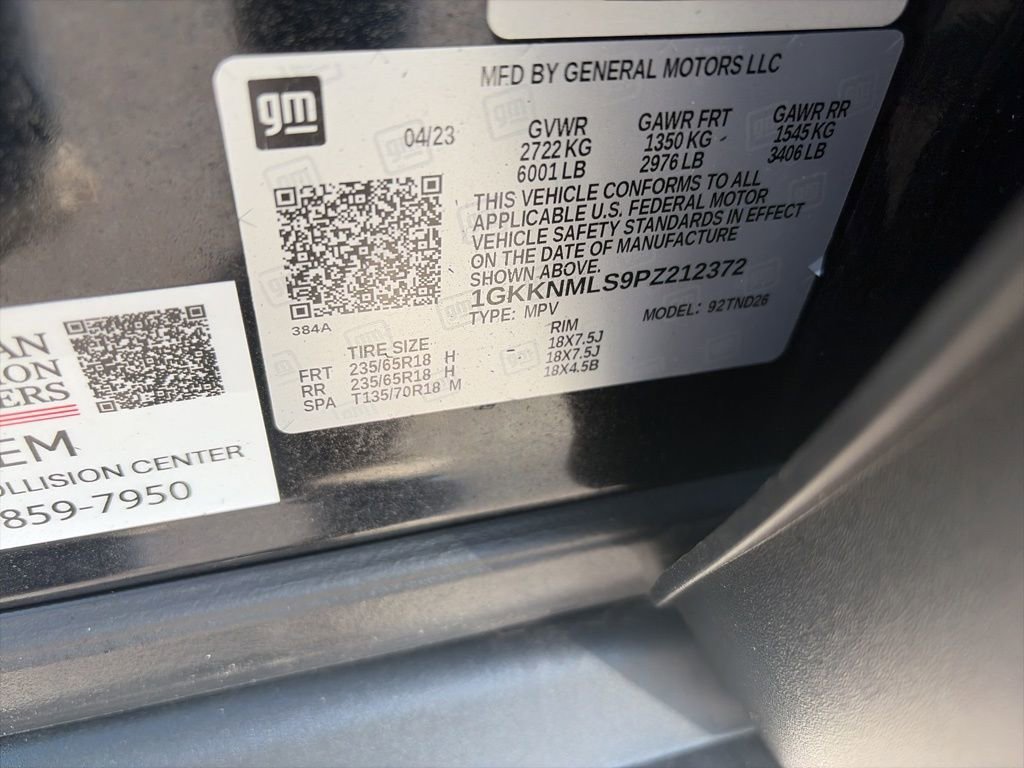 MFD BY GENERAL MOTORS LLC
gm
04/23
GVWR
2722 KG
6001 LB
GAWR FRT
1350 KG
2976 LB
GAWR RR
1545 KG
3406 LB
THIS VEHICLE CONFORMS TO ALL
APPLICABLE U.S. FEDERAL MOTOR
VEHICLE SAFETY STANDARDS IN EFFECT
ON THE DATE OF MANUFACTURE
SHOWN ABOVE.
1GKKNMLS9PZ212372
TYPE: MPV
MODEL: 92TND26
384A
TIRE SIZE
RIM
FRT 235/65R18 H 18X7.5J
RR 235/65R18 H 18X7.5J
SPA T135/70R18 M 18X4.5B
AN
ION
ERS
EM
OLLISION CENTER
859-7950